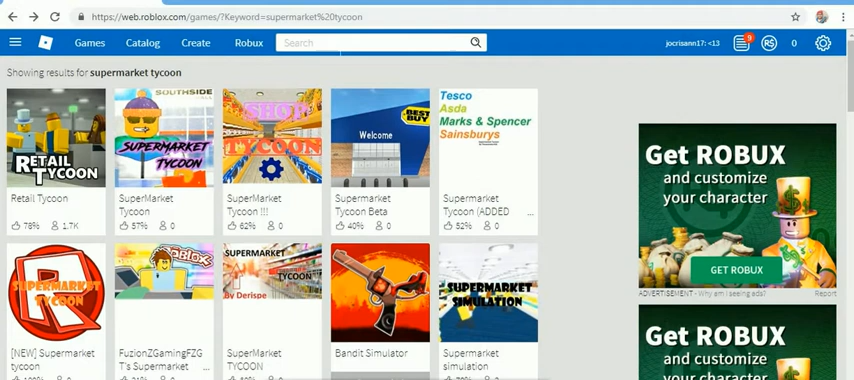 https://web.roblox.com/games/?Keyword=supermarket%20tycoon
Games
Catalog
Create
Robux
Search
jocrisann17: <13
9
0
Showing results for supermarket tycoon
RETAIL
TYCOON
SOUTHSIDE
SUPERMARKET
TYCOON
SHOP
TYCOON
BEST
BUY
Welcome
Tesco
Asda
Marks & Spencer
Sainsburys
Retail Tycoon
78% 1.7K
SuperMarket
Tycoon
57% 0
SuperMarket
Tycoon !!!
62% 0
Supermarket
Tycoon Beta
40% 0
Supermarket
Tycoon (ADDED ...
52% 0
SUPERMARKET
TYCOON
ROBLOX
SUPERMARKET
TYCOON
By Derispe
SUPERMARKET
SIMULATION
[NEW] Supermarket
tycoon
FuzionZGamingFZG
T's Supermarket ...
SuperMarket
Tycoon
Bandit Simulator
Supermarket
simulation
Get ROBUX
and customize
your character
GET ROBUX
ADVERTISEMENT - Why am I seeing ads?
Report
Get ROBUX
and customize
your character